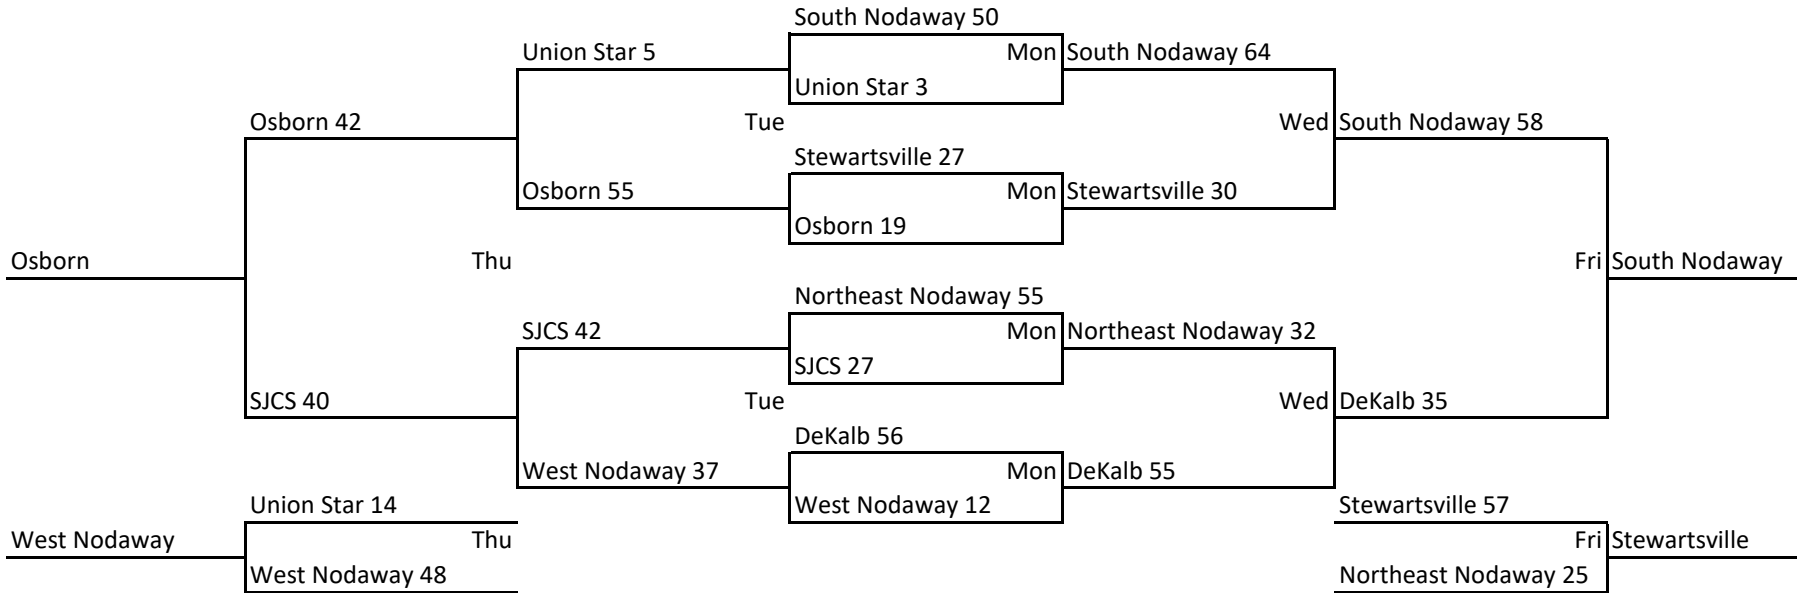 South Nodaway 50
Union Star 5
Mon South Nodaway 64
Union Star 3
Osborn 42
Tue
Wed South Nodaway 58
Stewartsville 27
Osborn 55
Mon Stewartsville 30
Osborn 19
Osborn
Thu
Fri South Nodaway
Northeast Nodaway 55
SJCS 42
Mon Northeast Nodaway 32
SJCS 27
SJCS 40
Tue
Wed DeKalb 35
DeKalb 56
West Nodaway 37
Mon DeKalb 55
Union Star 14
West Nodaway 12
Stewartsville 57
West Nodaway
Thu
Fri Stewartsville
West Nodaway 48
Northeast Nodaway 25